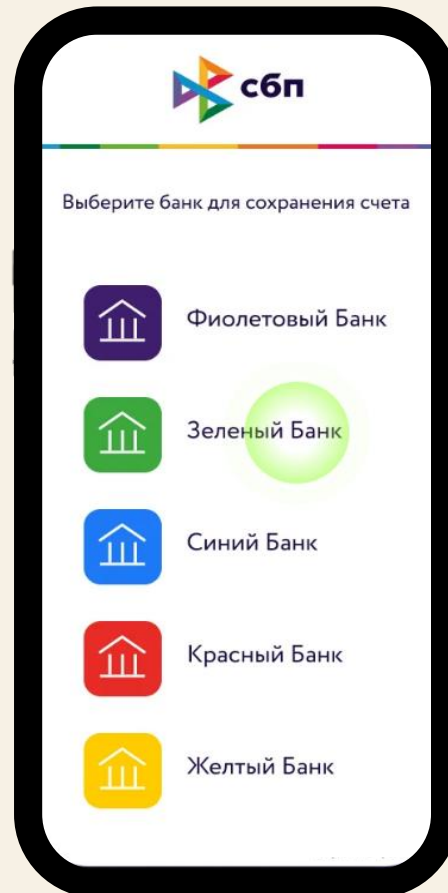 сбп
Выберите банк для сохранения счета
Фиолетовый Банк
Зеленый Банк
Синий Банк
Красный Банк
Желтый Банк